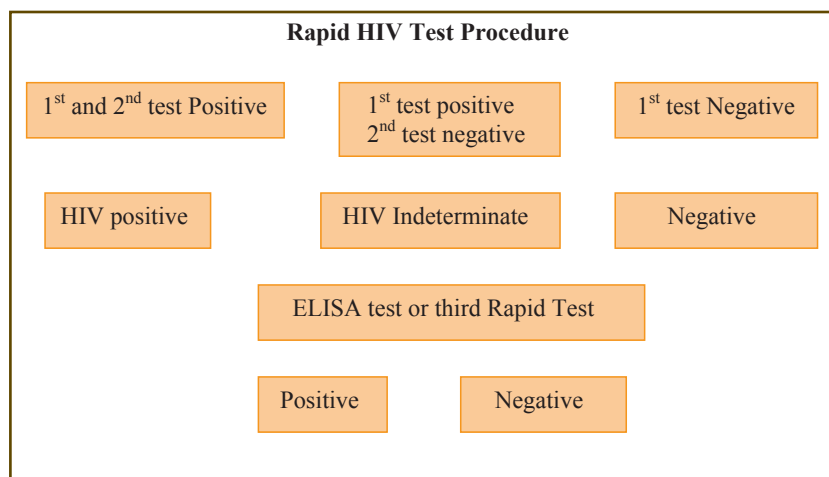 Rapid HIV Test Procedure
1st and 2nd test Positive
1st test positive
2nd test negative
1st test Negative
HIV positive
HIV Indeterminate
Negative
ELISA test or third Rapid Test
Positive
Negative